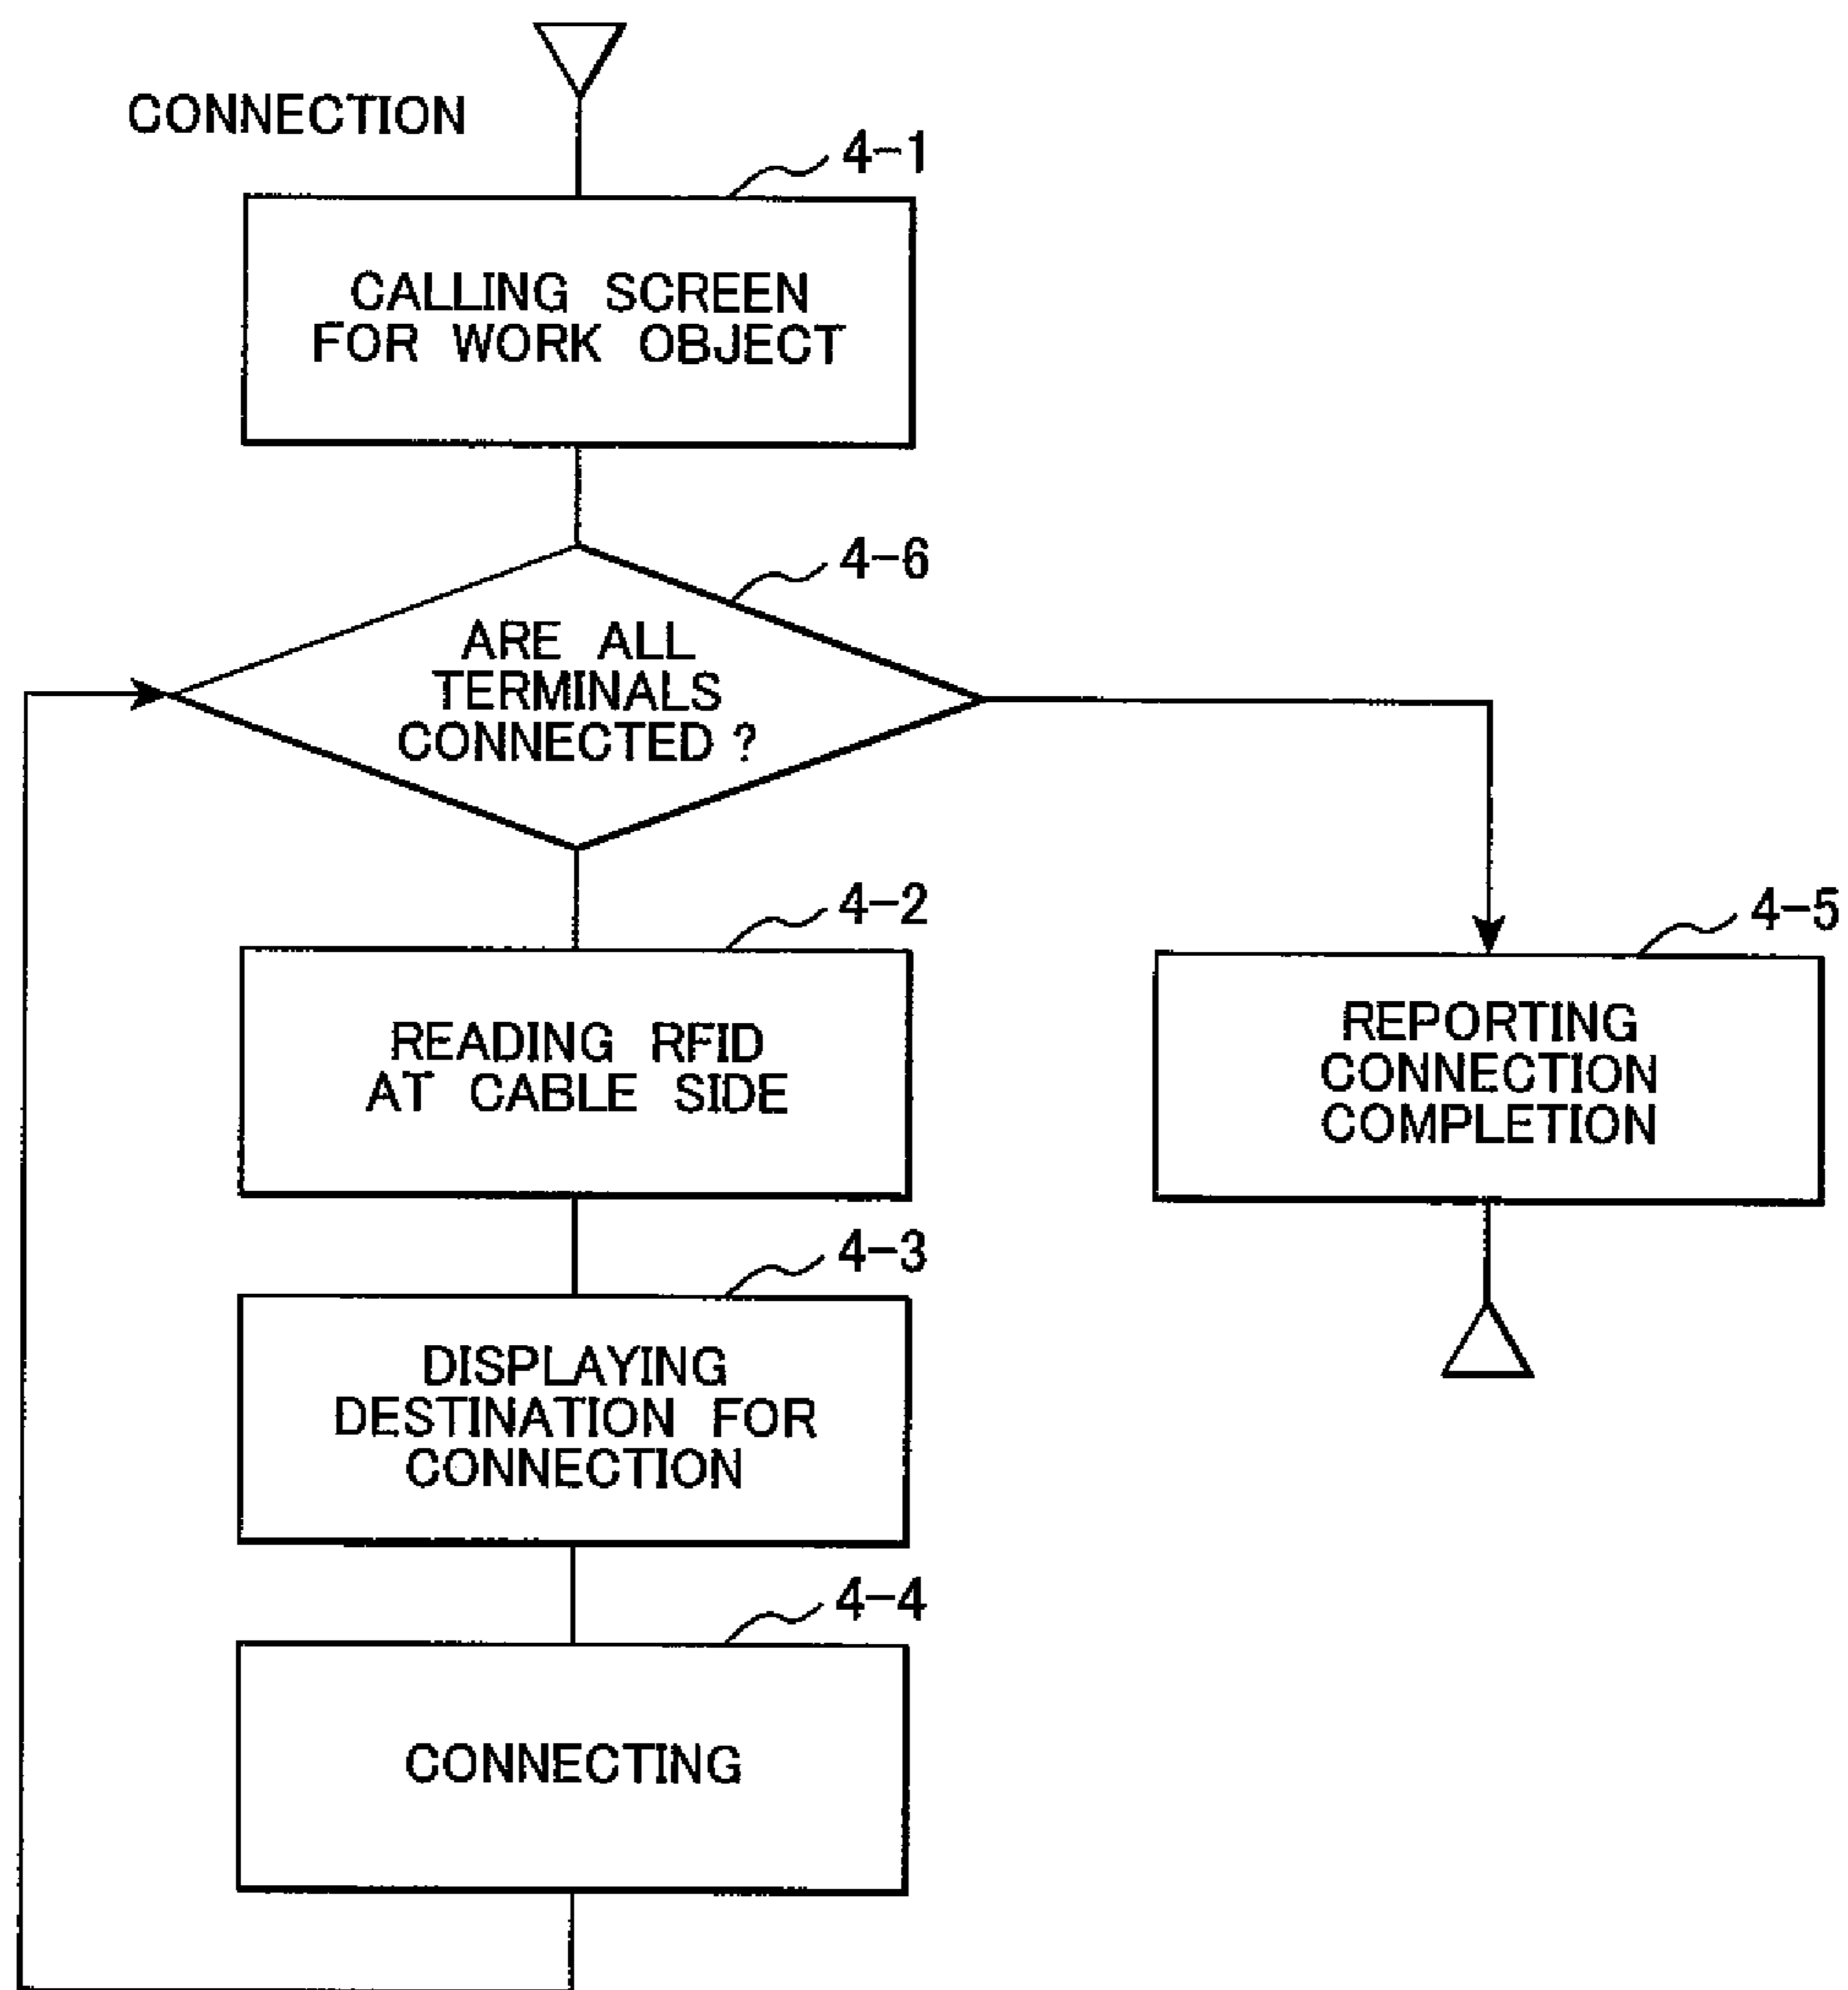 CONNECTION
4-1
CALLING SCREEN
FOR WORK OBJECT
4-6
ARE ALL
TERMINALS
CONNECTED ?
4-2
READING RFID
AT CABLE SIDE
4-5
REPORTING
CONNECTION
COMPLETION
4-3
DISPLAYING
DESTINATION FOR
CONNECTION
4-4
CONNECTING